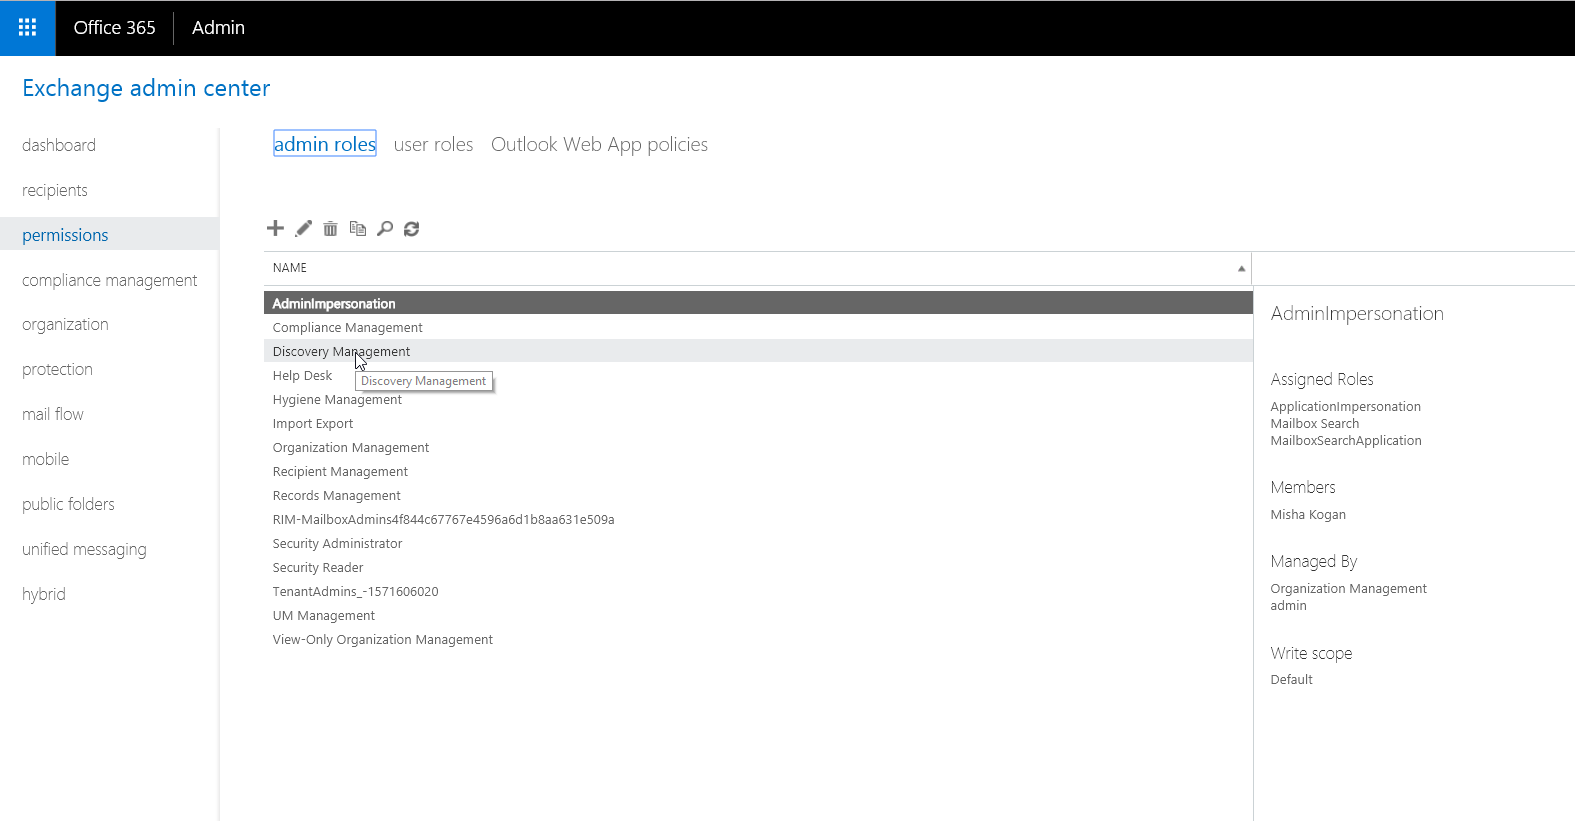 Office 365
Admin
Exchange admin center
dashboard
recipients
permissions
compliance management
organization
protection
mail flow
mobile
public folders
unified messaging
hybrid
admin roles
user roles
Outlook Web App policies
NAME
AdminImpersonation
Compliance Management
Discovery Management
Help Desk
Discovery Management
Hygiene Management
Import Export
Organization Management
Recipient Management
Records Management
RIM-MailboxAdmins4f844c67767e4596a6d1b8aa631e509a
Security Administrator
Security Reader
TenantAdmins_-1571606020
UM Management
View-Only Organization Management
AdminImpersonation
Assigned Roles
ApplicationImpersonation
Mailbox Search
MailboxSearchApplication
Members
Misha Kogan
Managed By
Organization Management
admin
Write scope
Default